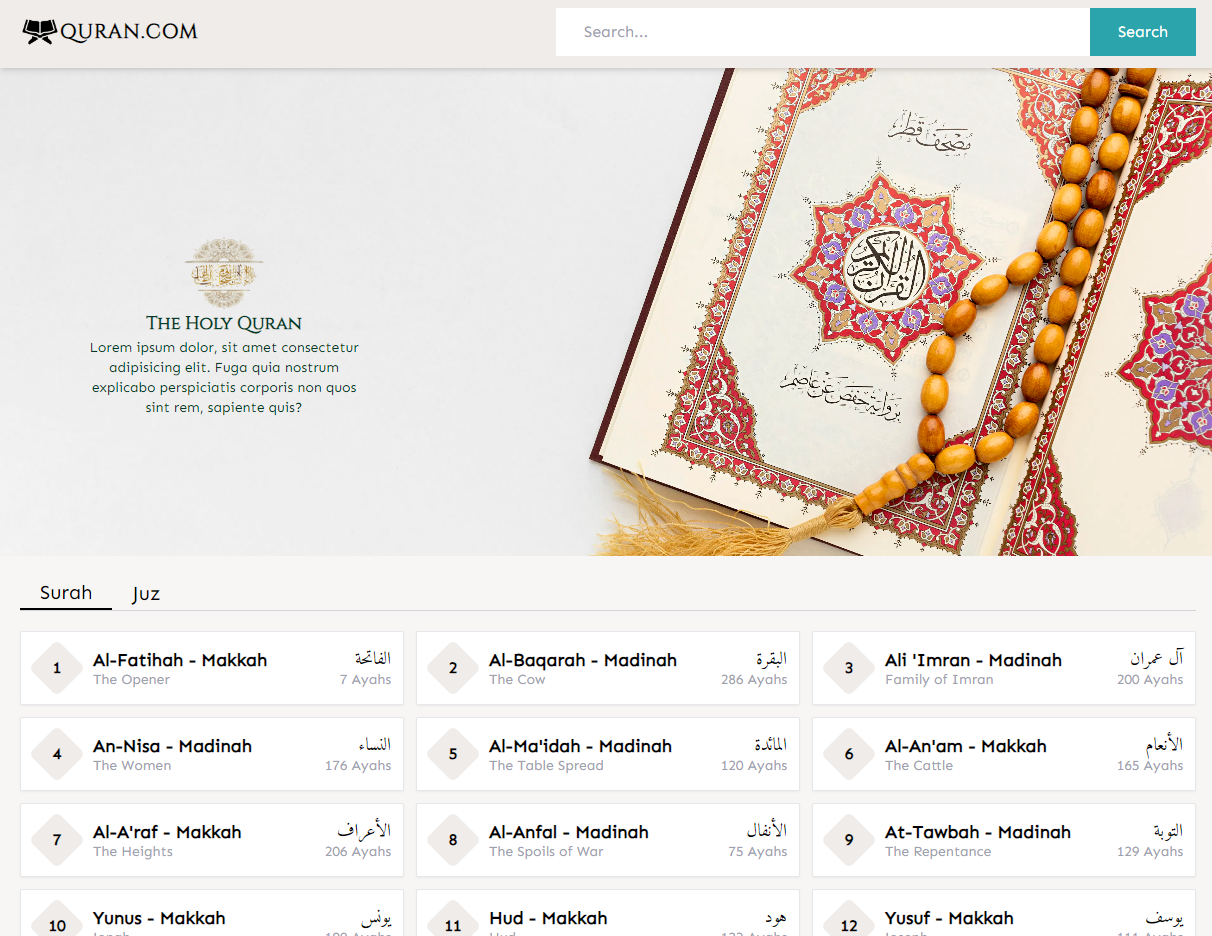 QURAN.COM
Search...
Search
مصحف قطر
القرآن الكريم
برواية حفص عن عاصم
The Holy Quran
Lorem ipsum dolor, sit amet consectetur
adipisicing elit. Fuga quia nostrum
explicabo perspiciatis corporis non quos
sint rem, sapiente quis?
Surah
Juz
1
Al-Fatihah - Makkah
الفاتحة
The Opener
7 Ayahs
2
Al-Baqarah - Madinah
البقرة
The Cow
286 Ayahs
3
Ali 'Imran - Madinah
آل عمران
Family of Imran
200 Ayahs
4
An-Nisa - Madinah
النساء
The Women
176 Ayahs
5
Al-Ma'idah - Madinah
المائدة
The Table Spread
120 Ayahs
6
Al-An'am - Makkah
الأنعام
The Cattle
165 Ayahs
7
Al-A'raf - Makkah
الأعراف
The Heights
206 Ayahs
8
Al-Anfal - Madinah
الأنفال
The Spoils of War
75 Ayahs
9
At-Tawbah - Madinah
التوبة
The Repentance
129 Ayahs
10
Yunus - Makkah
يونس
11
Hud - Makkah
هود
12
Yusuf - Makkah
يوسف